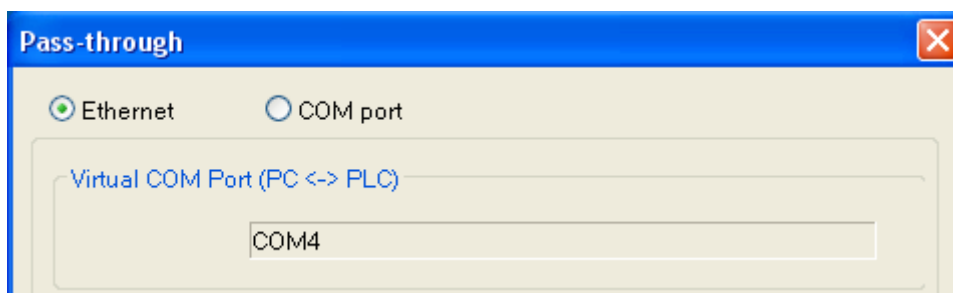 Pass-through
Ethernet COM port
Virtual COM Port (PC <-> PLC)
COM4